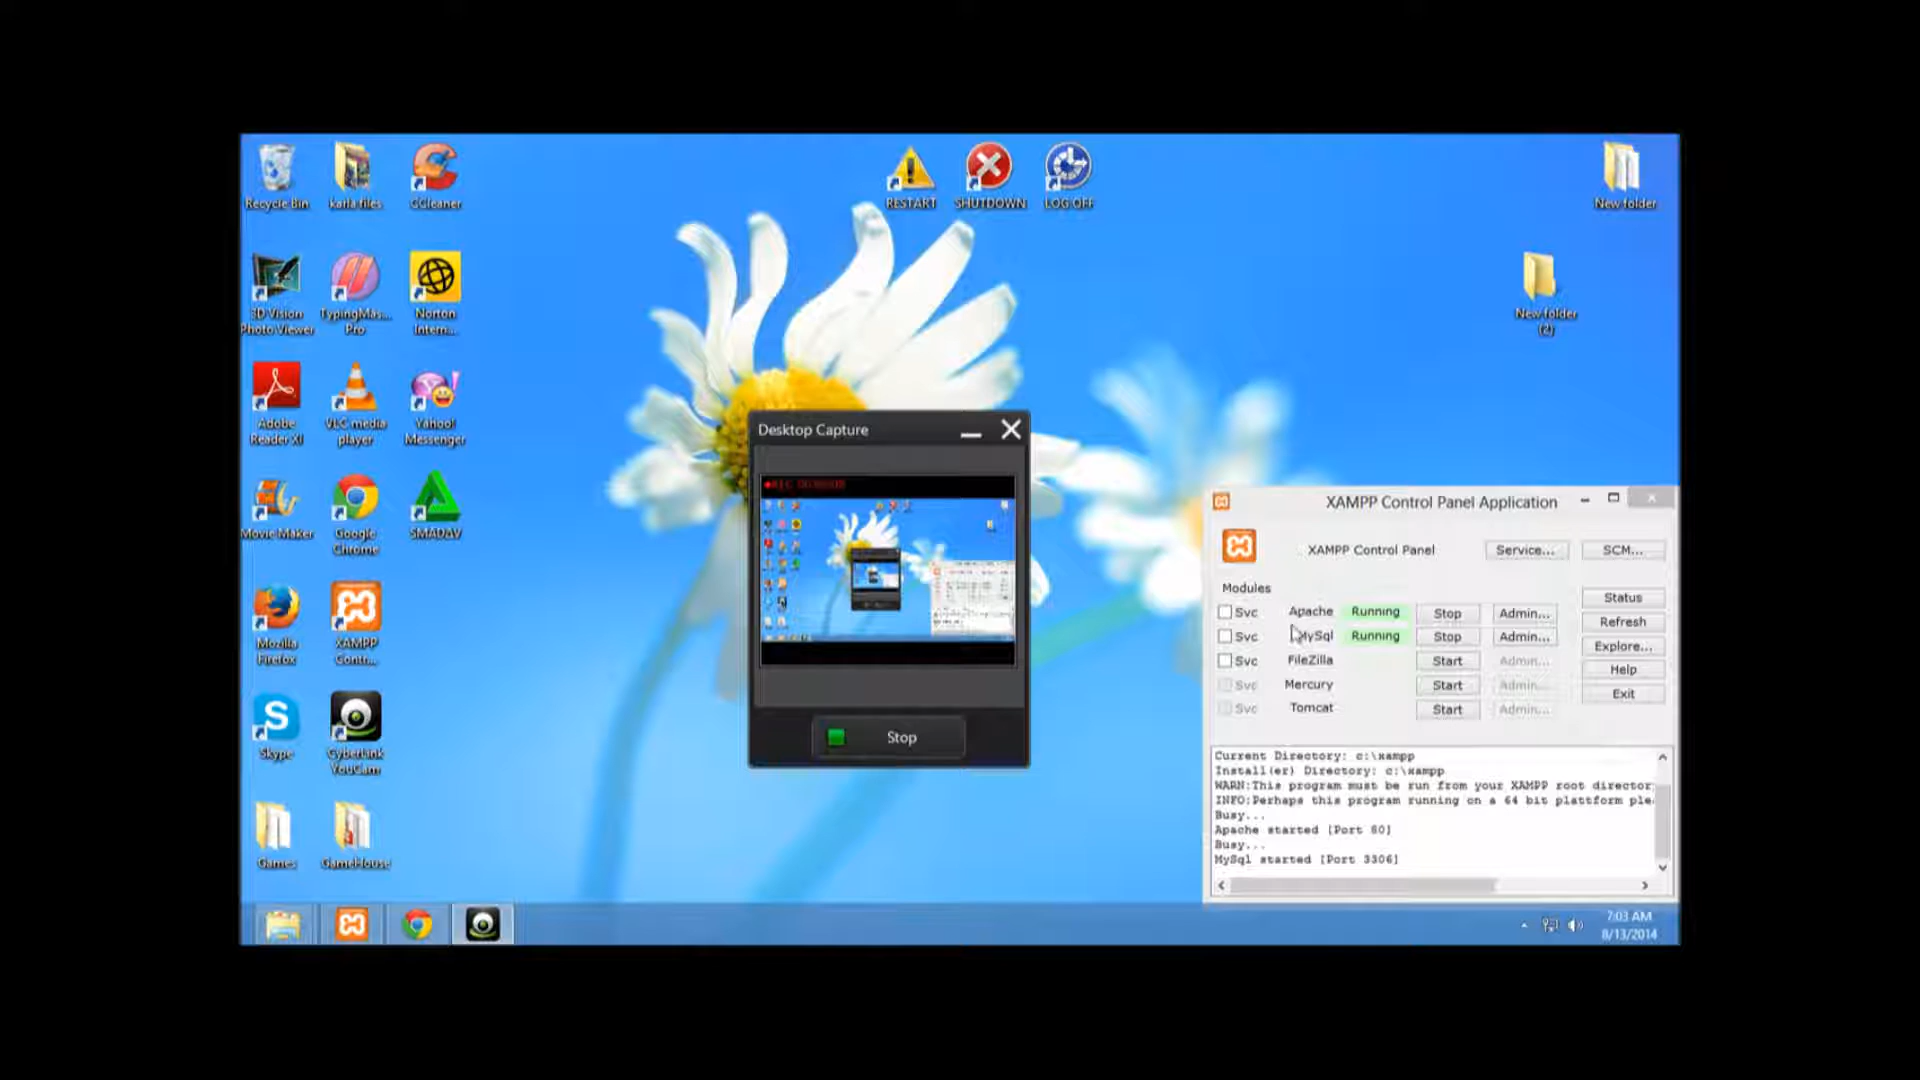 Recycle Bin
karla files
CCleaner
RESTART
SHUTDOWN
LOG OFF
New folder
3D Vision
Photo Viewer
TypingMas...
Pro
Norton
Intern...
New folder
(2)
Adobe
Reader XI
VLC media
player
Yahoo!
Messenger
Movie Maker
Google
Chrome
SMADAV
Mozilla
Firefox
XAMPP
Contr...
Skype
Cyberlink
YouCam
Games
GameHouse
Desktop Capture
Stop
XAMPP Control Panel Application
XAMPP Control Panel
Service...
SCM...
Modules
Svc Apache Running Stop Admin...
Svc MySql Running Stop Admin...
Svc FileZilla Start Admin...
Svc Mercury Start Admin...
Svc Tomcat Start Admin...
Status
Refresh
Explore...
Help
Exit
Current Directory: c:\xampp
Install(er) Directory: c:\xampp
WARN:This program must be run from your XAMPP root director
INFO:Perhaps this program running on a 64 bit plattform ple
Busy...
Apache started [Port 80]
Busy...
MySql started [Port 3306]
7:03 AM
8/13/2014